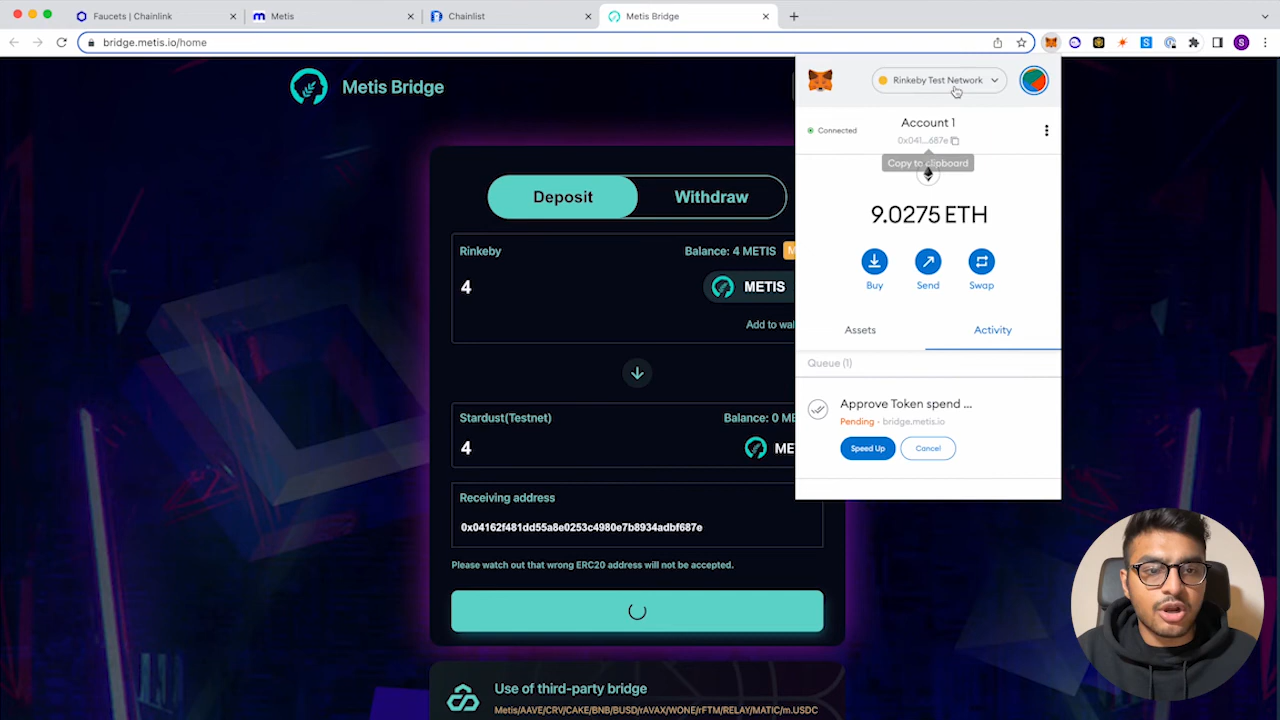 Faucets | Chainlink
Metis
Chainlist
Metis Bridge
bridge.metis.io/home
S
S
Metis Bridge
Rinkeby Test Network
Connected
Account 1
0x041...687e
Copy to clipboard
9.0275 ETH
Buy
Send
Swap
Assets
Activity
Queue (1)
Approve Token spend ...
Pending - bridge.metis.io
Speed Up
Cancel
Deposit
Withdraw
Rinkeby
Balance: 4 METIS
M
4
METIS
Add to wal
Stardust(Testnet)
Balance: 0 ME
4
ME
Receiving address
0x04162f481dd55a8e0253c4980e7b8934adbf687e
Please watch out that wrong ERC20 address will not be accepted.
Use of third-party bridge
Metis/AAVE/CRV/CAKE/BNB/BUSD/rAVAX/WONE/rFTM/RELAY/MATIC/m.USDC